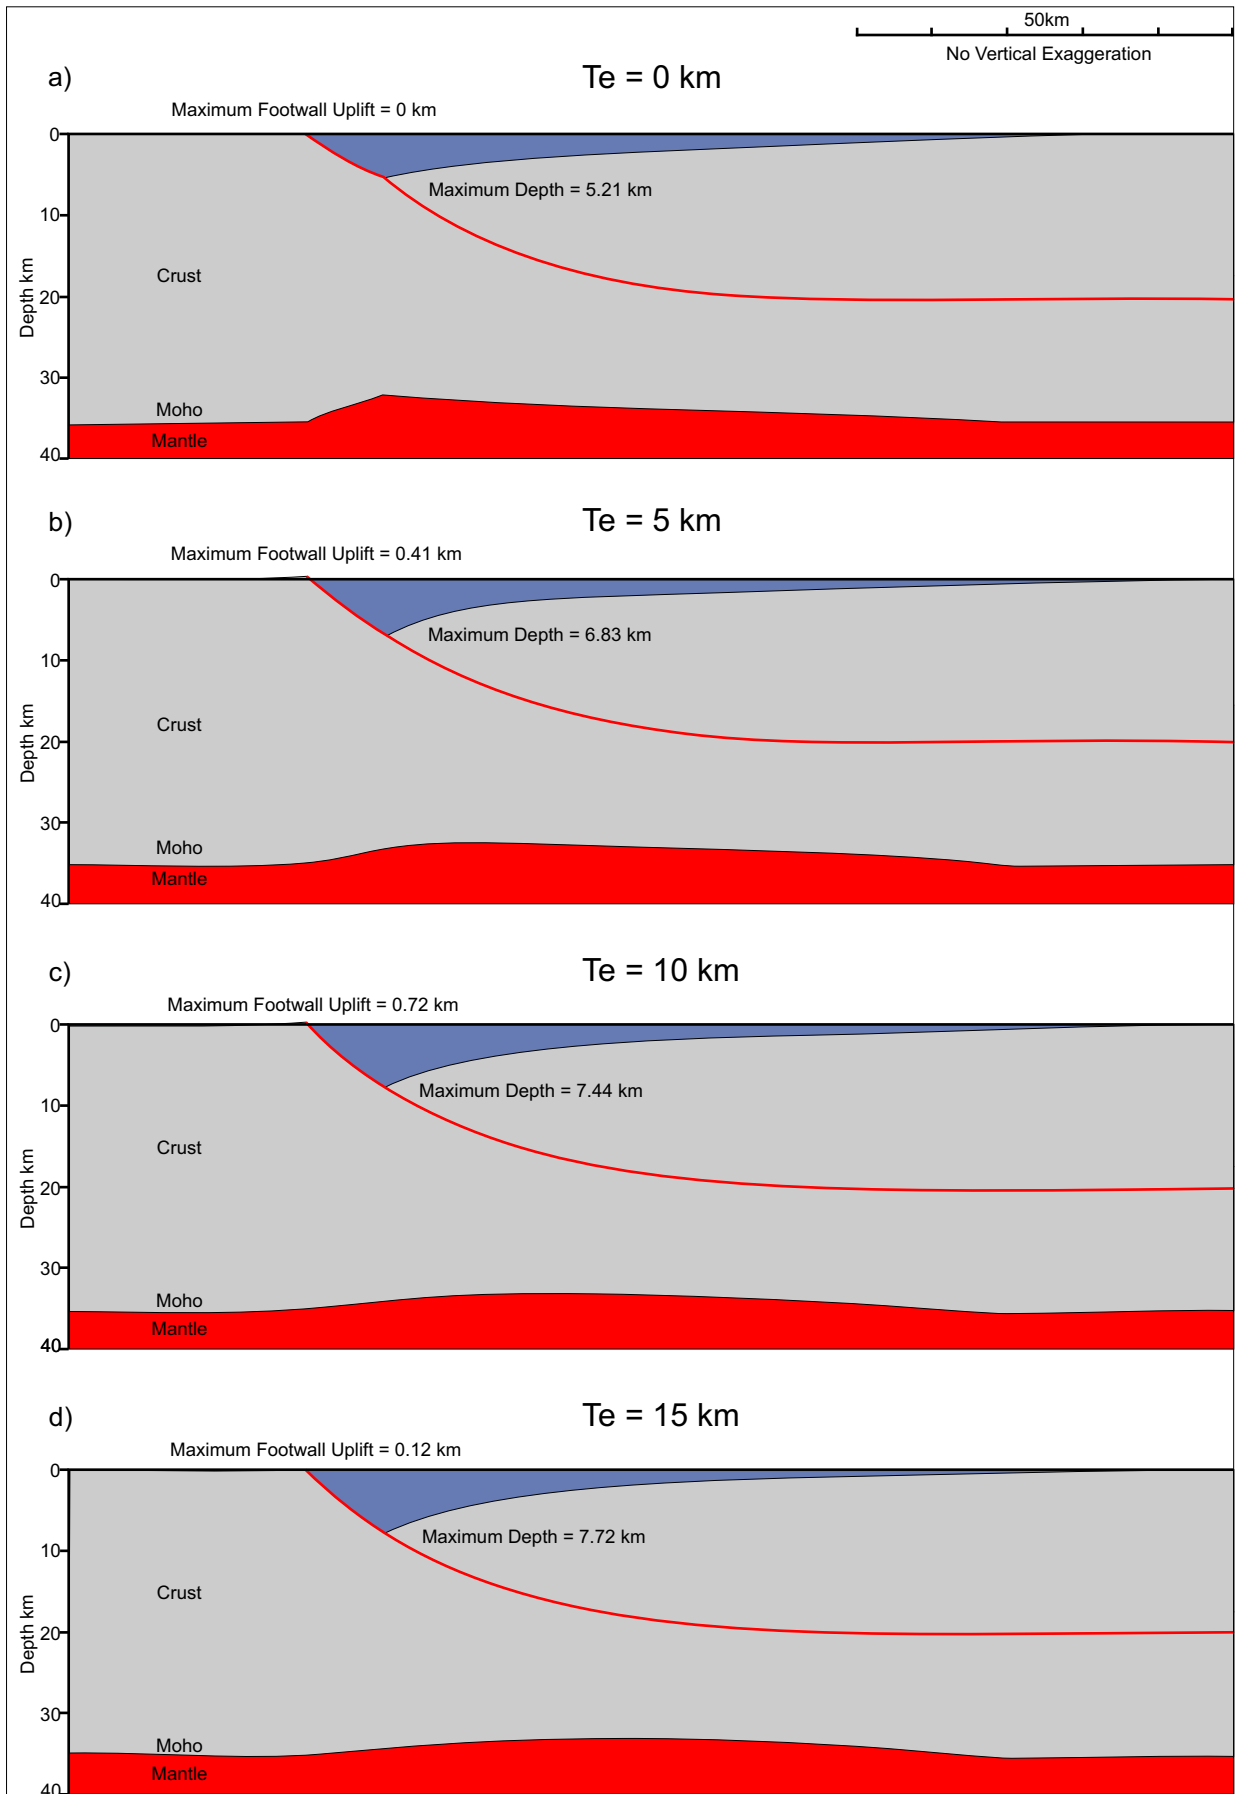 50km
No Vertical Exaggeration
a)
Te = 0 km
Maximum Footwall Uplift = 0 km
0
Maximum Depth = 5.21 km
10
Crust
20
Depth km
30
Moho
Mantle
40
b)
Te = 5 km
Maximum Footwall Uplift = 0.41 km
0
Maximum Depth = 6.83 km
10
Crust
20
Depth km
30
Moho
Mantle
40
c)
Te = 10 km
Maximum Footwall Uplift = 0.72 km
0
Maximum Depth = 7.44 km
10
Crust
20
Depth km
30
Moho
Mantle
40
d)
Te = 15 km
Maximum Footwall Uplift = 0.12 km
0
Maximum Depth = 7.72 km
10
Crust
20
Depth km
30
Moho
Mantle
40